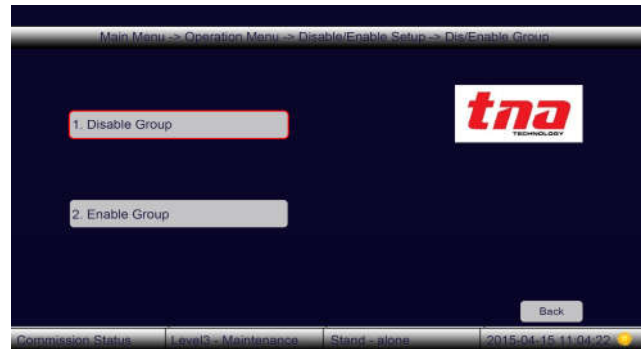 Main Menu -> Operation Menu -> Disable/Enable Setup -> Dis/Enable Group
tna
TECHNOLOGY
1. Disable Group
2. Enable Group
Back
Commission Status Level3 - Maintenance Stand - alone 2015-04-15 11:04:22